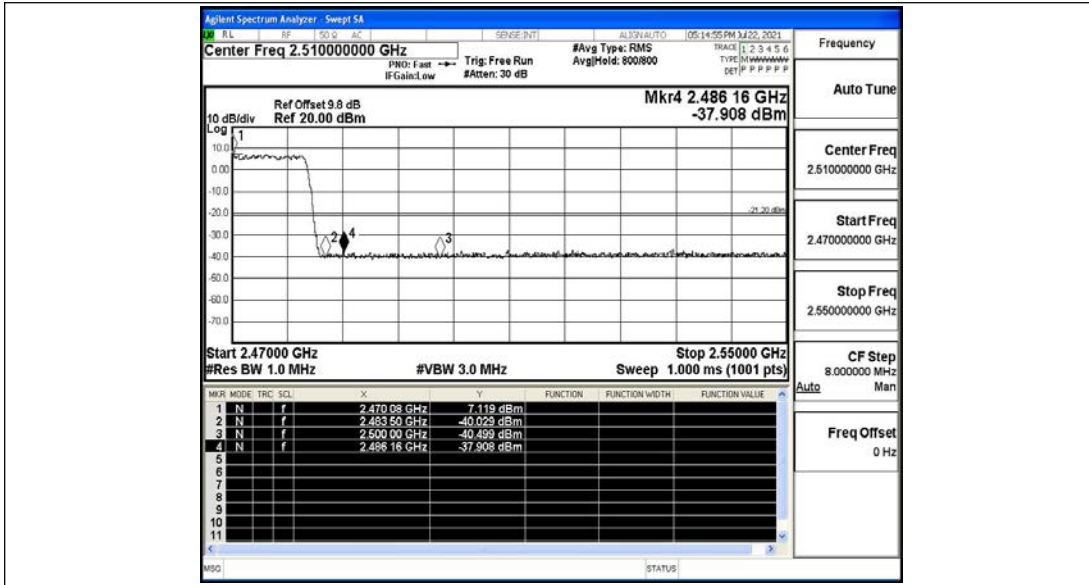 Agilent Spectrum Analyzer - Swept SA
RL RF 50 Ω AC SENSE:INT ALIGN AUTO 05:14:55 PM Jul 22, 2021
Center Freq 2.510000000 GHz
PNO: Fast
IFGain:Low
Trig: Free Run
#Atten: 30 dB
#Avg Type: RMS
Avg|Hold: 800/800
TRACE 1 2 3 4 5 6
TYPE M
DET P P P P P P
Ref Offset 9.8 dB
Ref 20.00 dBm
10 dB/div
Log
Mkr4 2.486 16 GHz
-37.908 dBm
10.0
0.00
-10.0
-20.0
-30.0
-40.0
-50.0
-60.0
-70.0
1
2
4
3
-21.20 dBm
Start 2.47000 GHz
#Res BW 1.0 MHz
#VBW 3.0 MHz
Stop 2.55000 GHz
Sweep 1.000 ms (1001 pts)
MKR MODE TRC SCL X Y FUNCTION FUNCTION WIDTH FUNCTION VALUE
1 N f 2.470 08 GHz 7.119 dBm
2 N f 2.483 50 GHz -40.029 dBm
3 N f 2.500 00 GHz -40.499 dBm
4 N f 2.486 16 GHz -37.908 dBm
5
6
7
8
9
10
11
MSG
STATUS
Frequency
Auto Tune
Center Freq
2.510000000 GHz
Start Freq
2.470000000 GHz
Stop Freq
2.550000000 GHz
CF Step
8.000000 MHz
Auto Man
Freq Offset
0 Hz